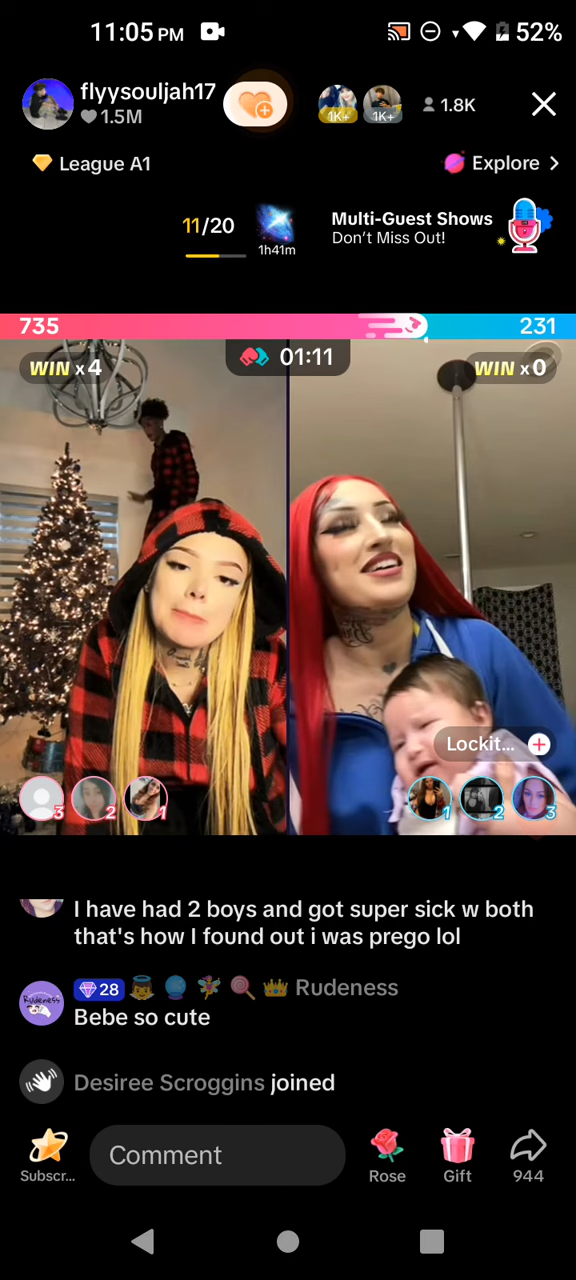 11:05 PM
52%
flyysouljah17
1.5M
1K+
1K+
1.8K
League A1
Explore >
11/20
1h41m
Multi-Guest Shows
Don't Miss Out!
735
231
WIN x 4
01:11
WIN x 0
Lockit...
3
2
1
1
2
3
I have had 2 boys and got super sick w both
that's how I found out i was prego lol
28
Rudeness
Rudeness
Bebe so cute
Desiree Scroggins joined
Subscr...
Comment
Rose
Gift
944